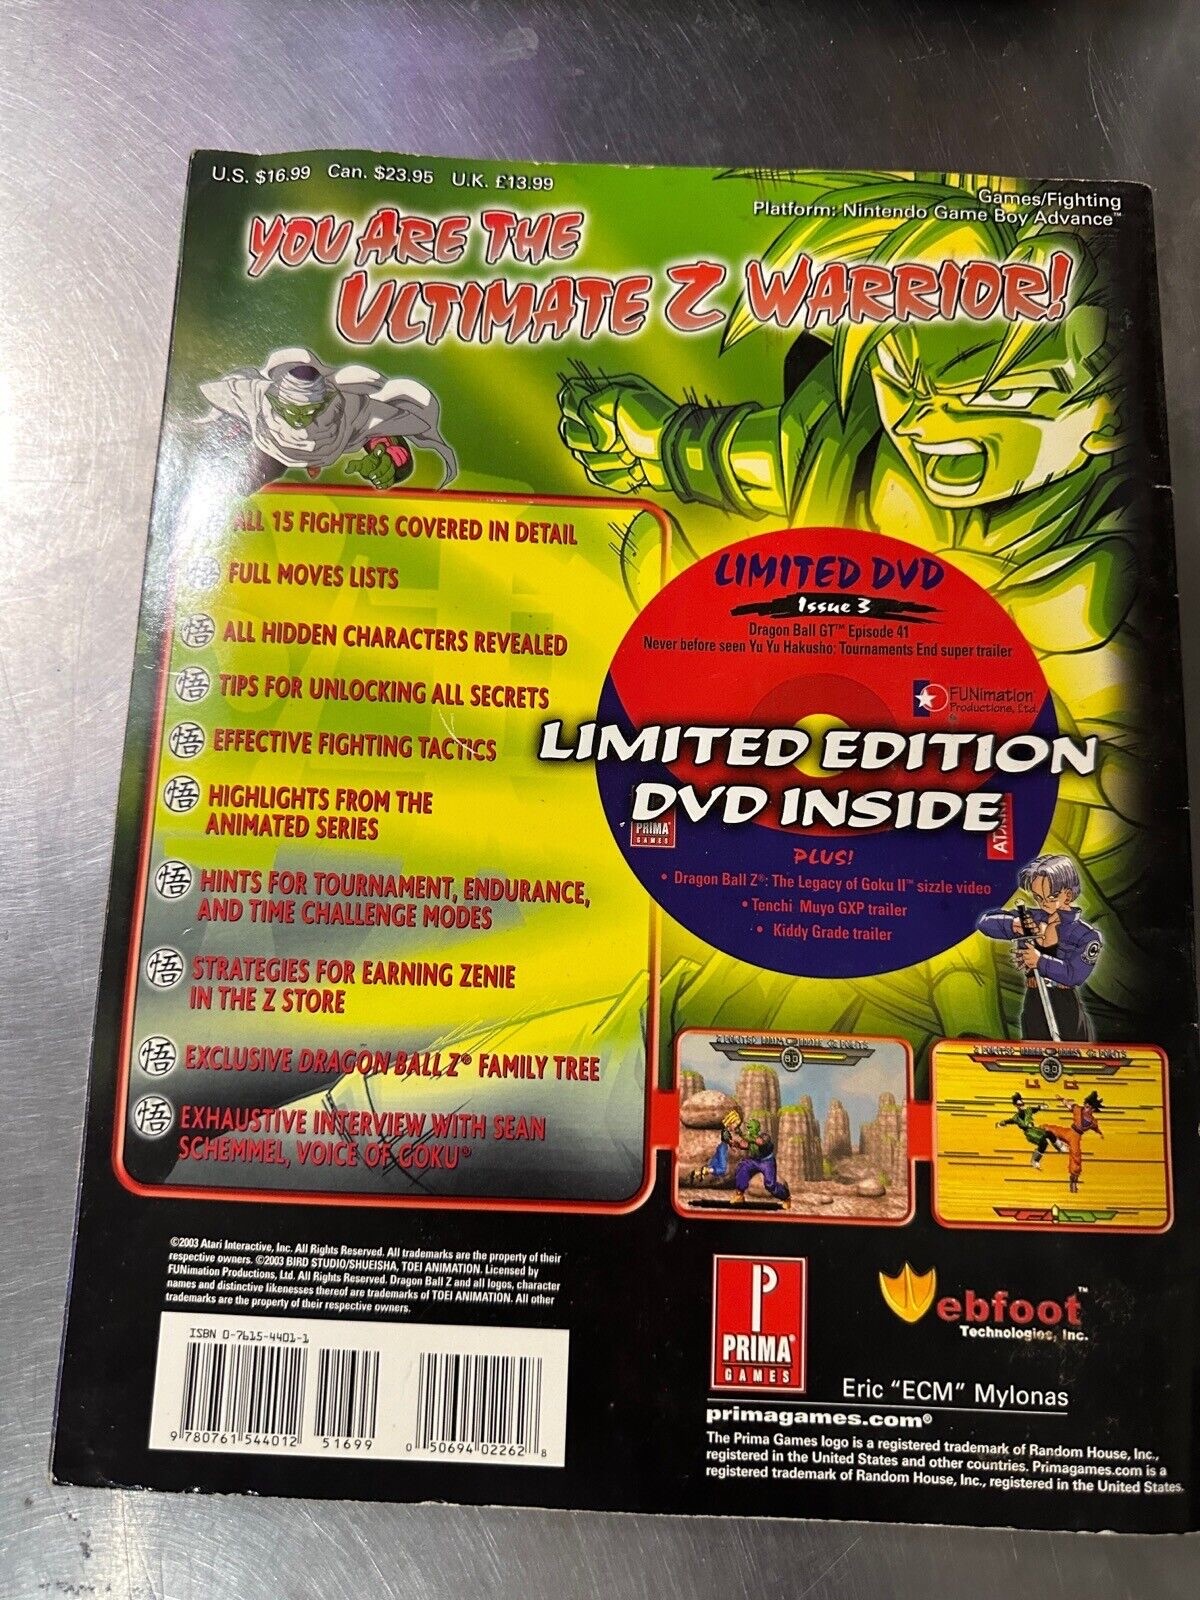 U.S. $16.99 Can. $23.95 U.K. £13.99
Games/Fighting
Platform: Nintendo Game Boy Advance™
YOU ARE THE
ULTIMATE Z WARRIOR!
ALL 15 FIGHTERS COVERED IN DETAIL
悟 FULL MOVES LISTS
悟 ALL HIDDEN CHARACTERS REVEALED
悟 TIPS FOR UNLOCKING ALL SECRETS
悟 EFFECTIVE FIGHTING TACTICS
悟 HIGHLIGHTS FROM THE
ANIMATED SERIES
悟 HINTS FOR TOURNAMENT, ENDURANCE,
AND TIME CHALLENGE MODES
悟 STRATEGIES FOR EARNING ZENIE
IN THE Z STORE
悟 EXCLUSIVE DRAGON BALL Z® FAMILY TREE
悟 EXHAUSTIVE INTERVIEW WITH SEAN
SCHEMMEL, VOICE OF GOKU®
LIMITED DVD
Issue 3
Dragon Ball GT™ Episode 41
Never before seen Yu Yu Hakusho: Tournaments End super trailer
FUNimation
Productions, Ltd.
LIMITED EDITION
DVD INSIDE
PRIMA
GAMES
PLUS!
• Dragon Ball Z®: The Legacy of Goku II™ sizzle video
• Tenchi Muyo GXP trailer
• Kiddy Grade trailer
©2003 Atari Interactive, Inc. All Rights Reserved. All trademarks are the property of their
respective owners. ©2003 BIRD STUDIO/SHUEISHA, TOEI ANIMATION. Licensed by
FUNimation Productions, Ltd. All Rights Reserved. Dragon Ball Z and all logos, character
names and distinctive likenesses thereof are trademarks of TOEI ANIMATION. All other
trademarks are the property of their respective owners.
ISBN 0-7615-4401-1
9 780761 544012 51699 0 50694 02262 8
P
PRIMA®
GAMES
Webfoot™
Technologies, Inc.
Eric "ECM" Mylonas
primagames.com®
The Prima Games logo is a registered trademark of Random House, Inc.,
registered in the United States and other countries. Primagames.com is a
registered trademark of Random House, Inc., registered in the United States.